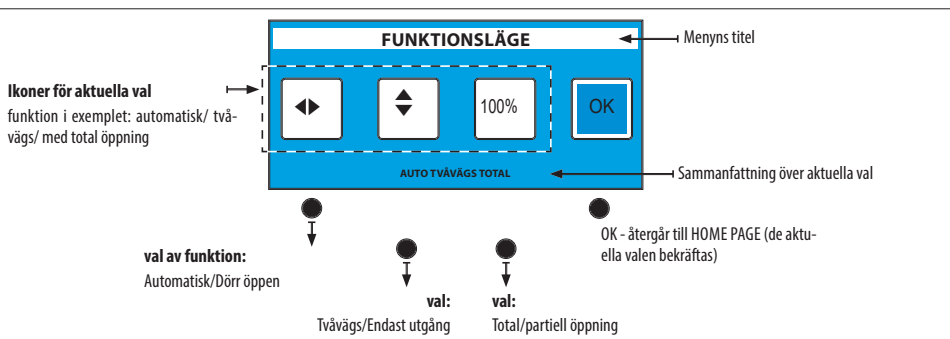 FUNKTIONSLÄGE
Menyns titel
Ikoner för aktuella val
funktion i exemplet: automatisk/ två-
vägs/ med total öppning
100%
OK
AUTO TVÅVÄGS TOTAL
Sammanfattning över aktuella val
OK - återgår till HOME PAGE (de aktu-
ella valen bekräftas)
val av funktion:
Automatisk/Dörr öppen
val:
Tvåvägs/Endast utgång
val:
Total/partiell öppning